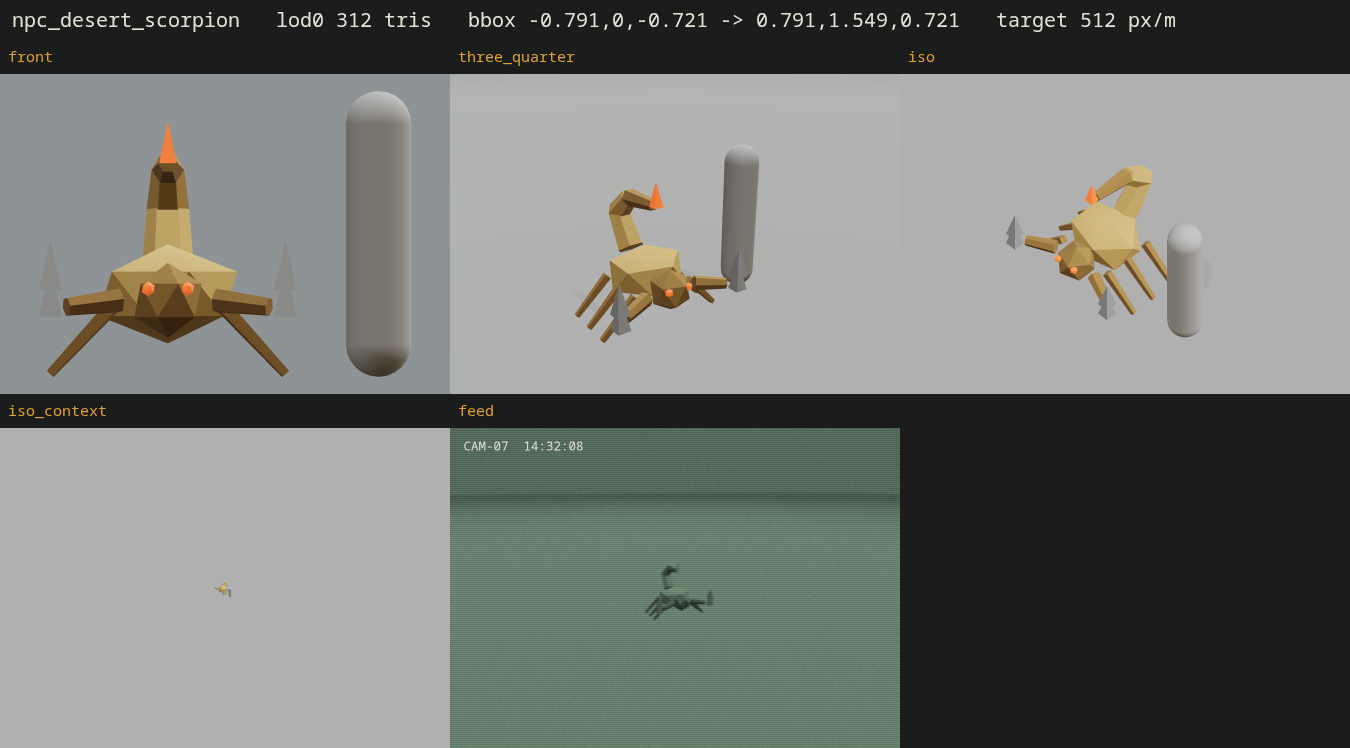 npc_desert_scorpion lod0 312 tris bbox -0.791,0,-0.721 -> 0.791,1.549,0.721 target 512 px/m
front three_quarter iso
iso_context feed
CAM-07 14:32:08